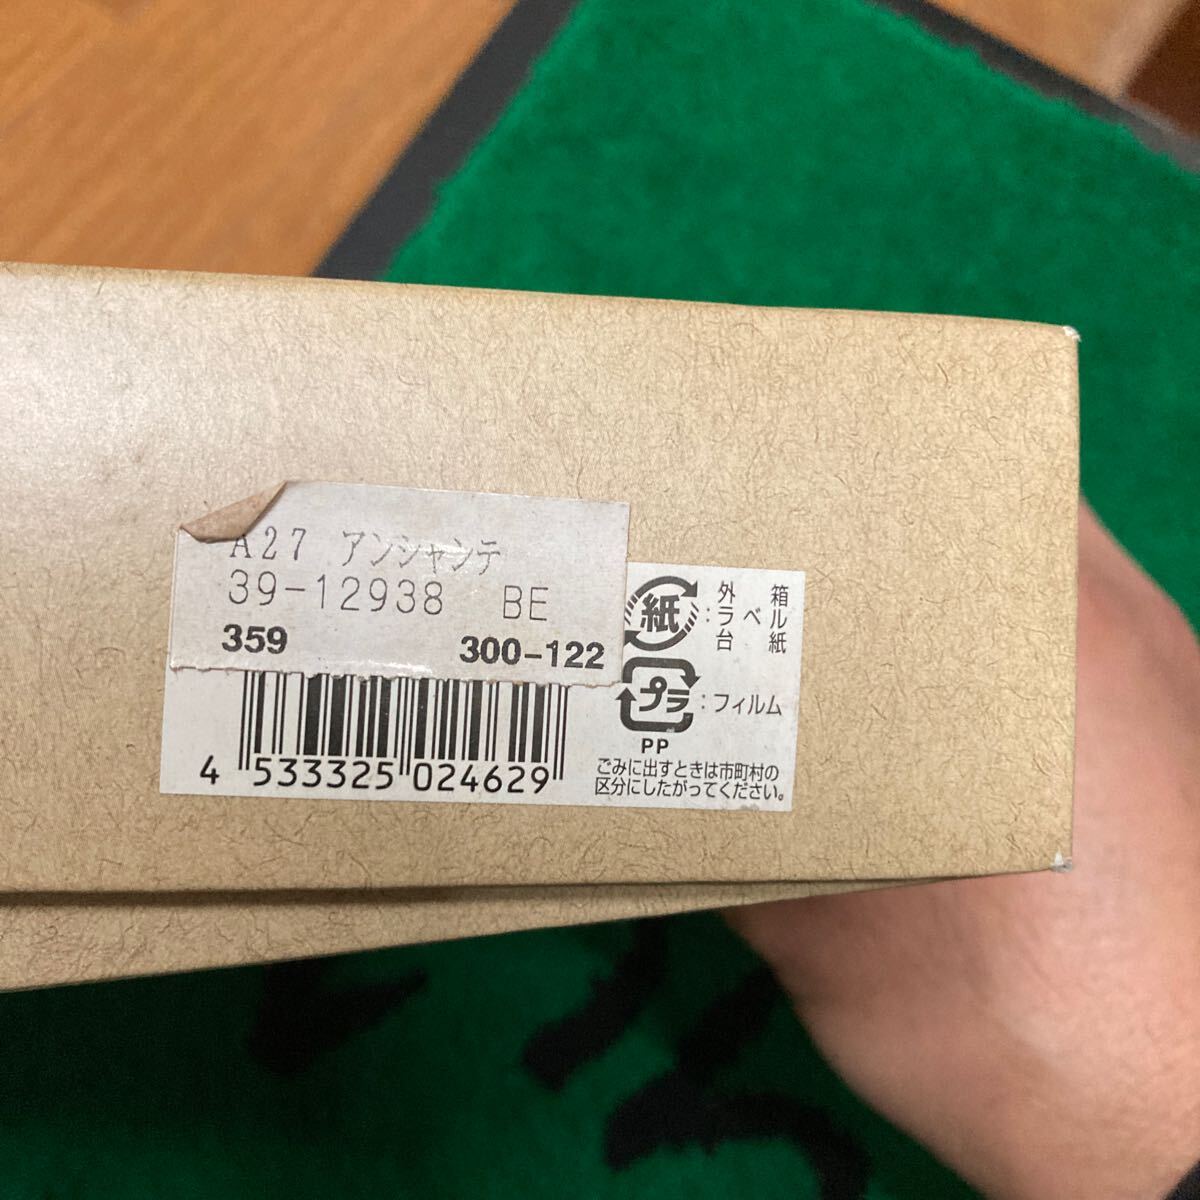 A27 アンシャンテ
39-12938 BE
359 300-122
4 533325 024629
紙 : 外箱
ラベル
台紙
プラ : フィルム
PP
ごみに出すときは市町村の
区分にしたがってください。